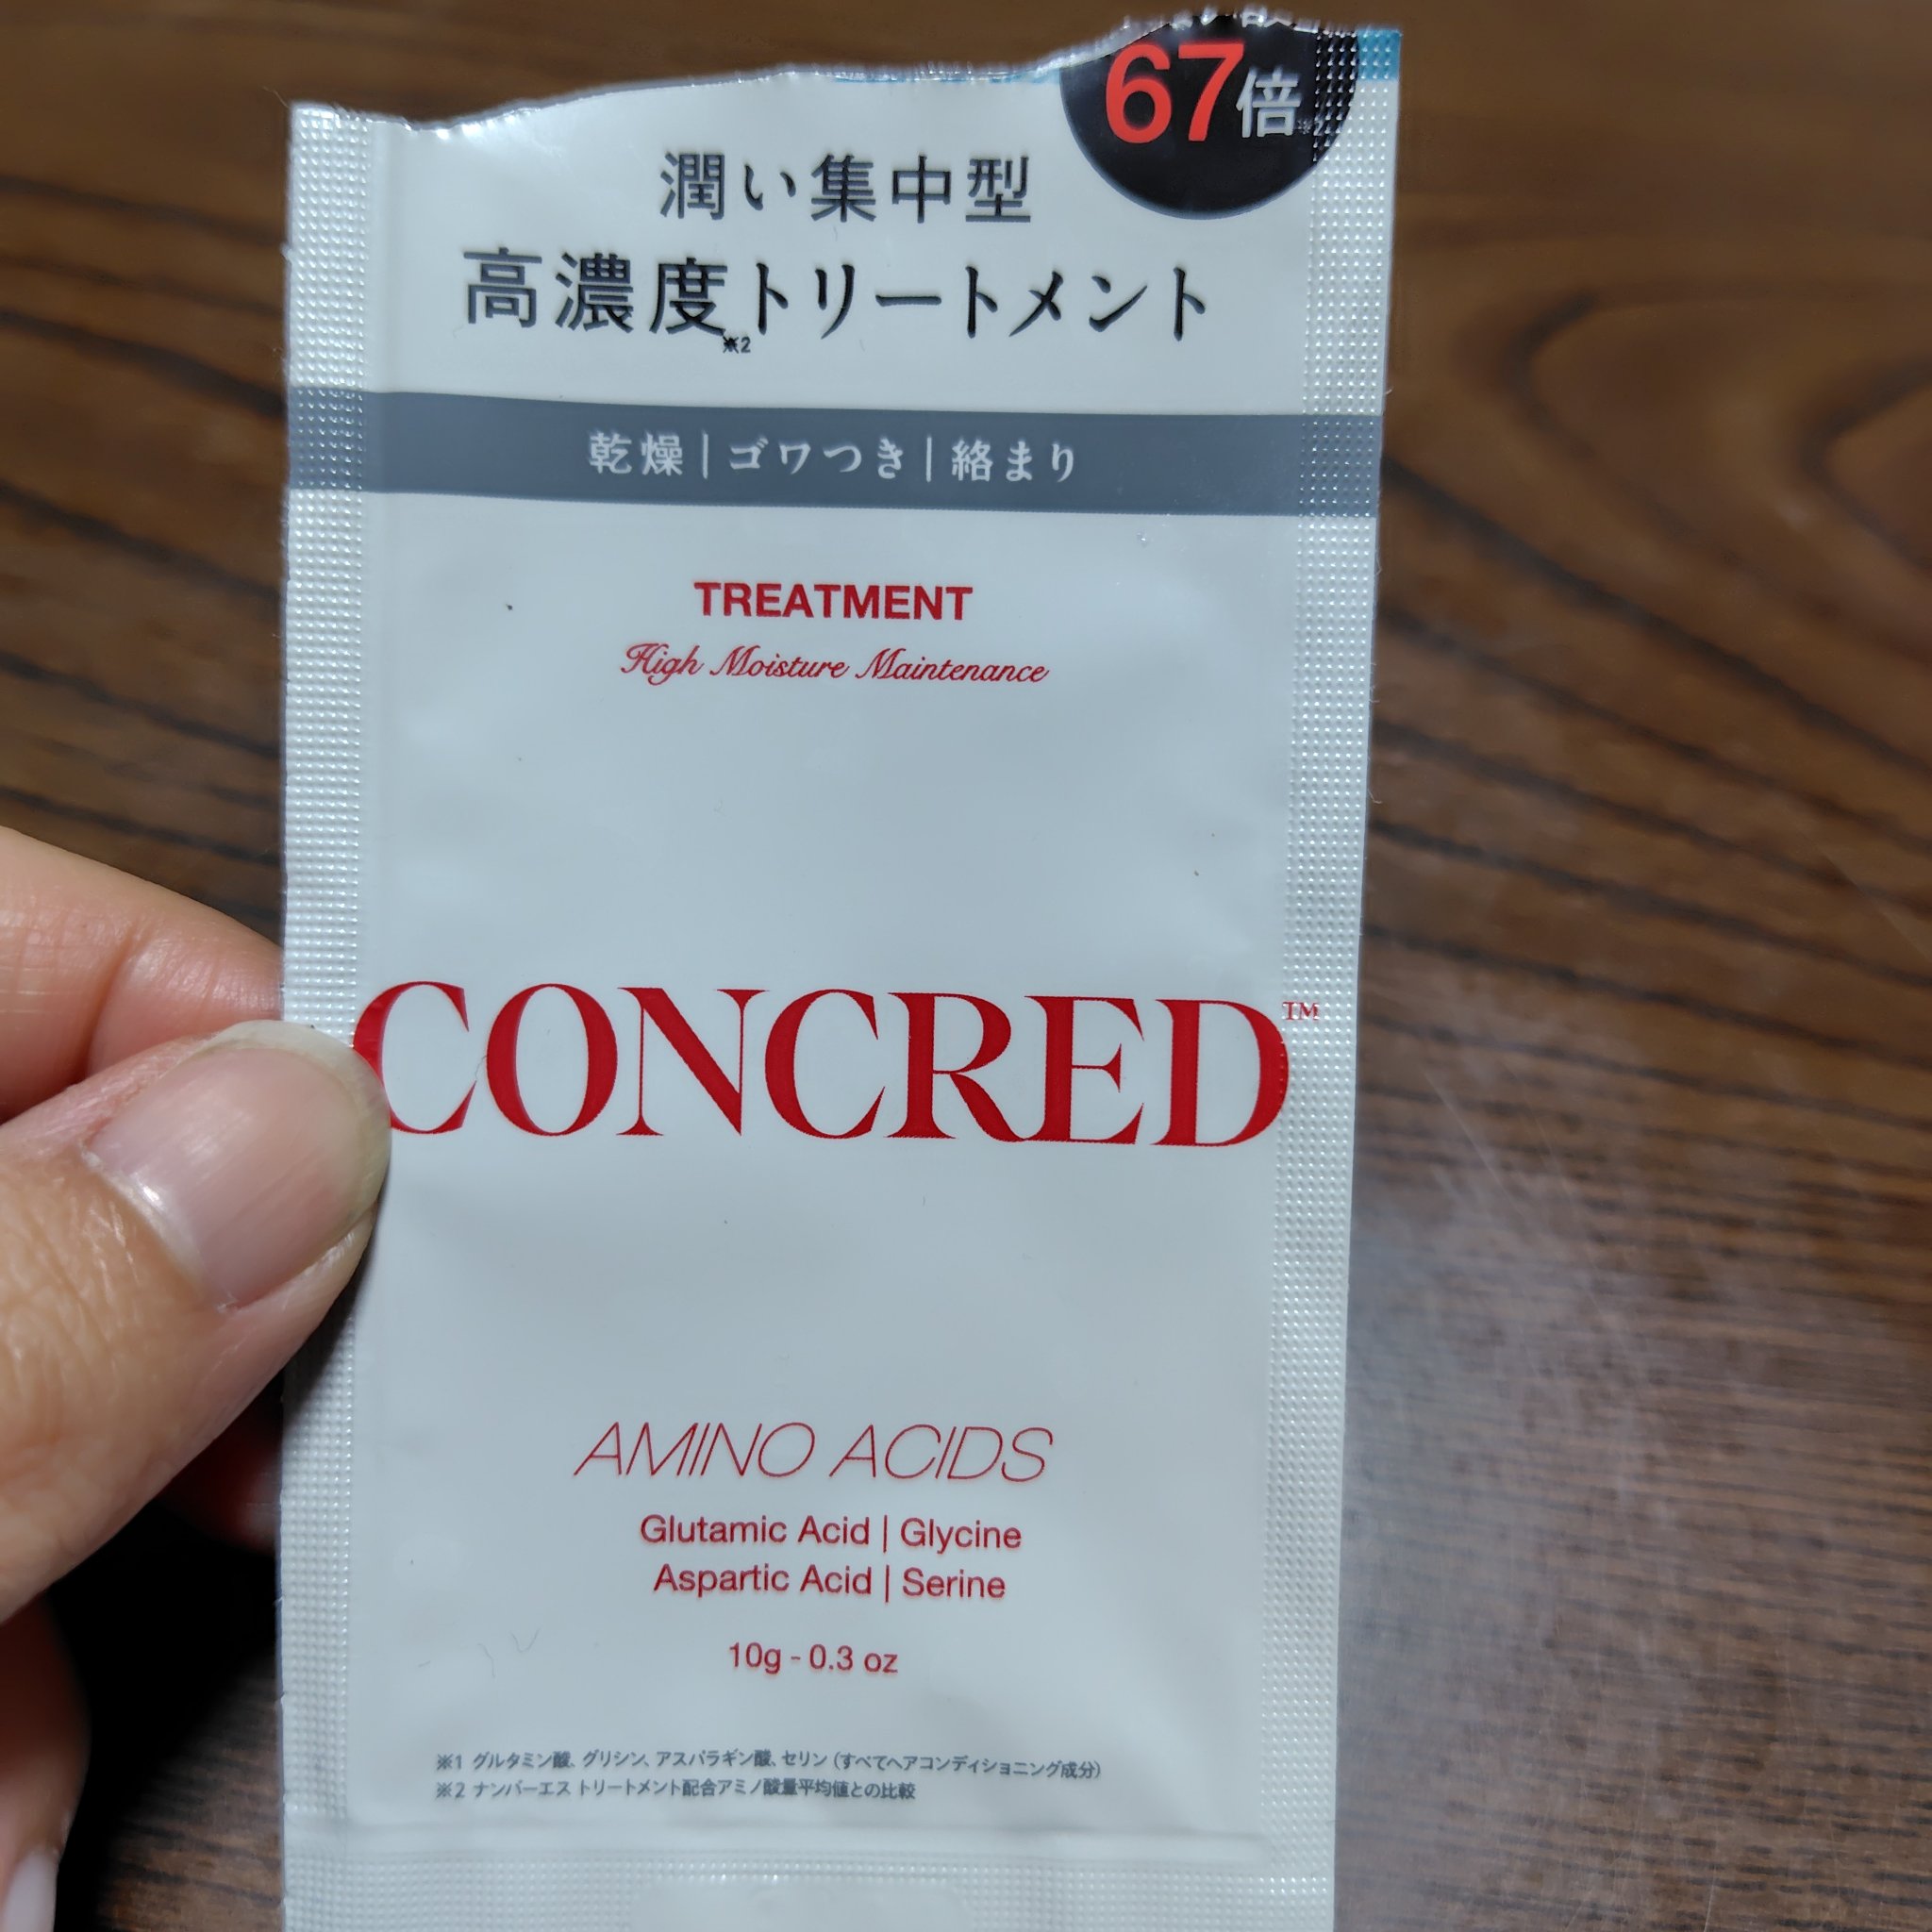 67倍※2
潤い集中型
高濃度※2トリートメント
乾燥|ゴワつき|絡まり
TREATMENT
High Moisture Maintenance
CONCRED™
AMINO ACIDS
Glutamic Acid | Glycine
Aspartic Acid | Serine
10g - 0.3 oz
※1 グルタミン酸、グリシン、アスパラギン酸、セリン（すべてヘアコンディショニング成分）
※2 ナンバーエス トリートメント配合アミノ酸量平均値との比較